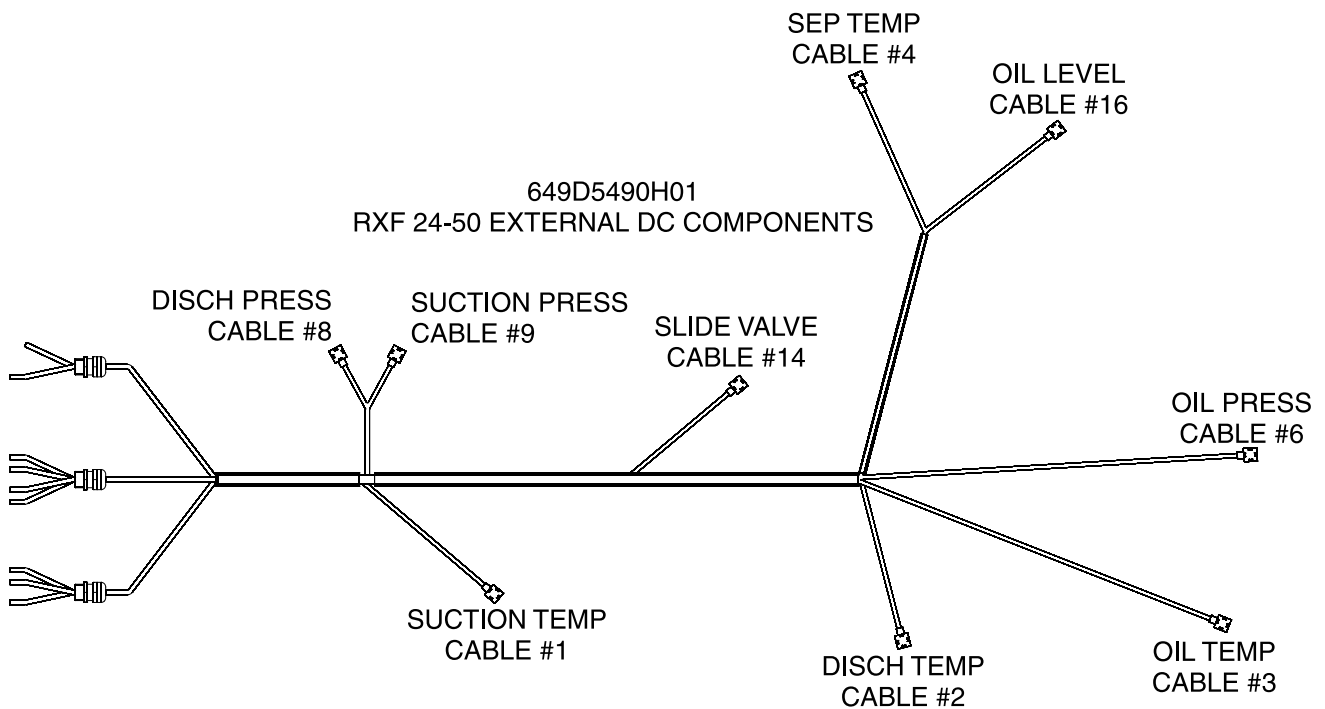 SEP TEMP
CABLE #4
OIL LEVEL
CABLE #16
649D5490H01
RXF 24-50 EXTERNAL DC COMPONENTS
DISCH PRESS
CABLE #8
SUCTION PRESS
CABLE #9
SLIDE VALVE
CABLE #14
OIL PRESS
CABLE #6
SUCTION TEMP
CABLE #1
DISCH TEMP
CABLE #2
OIL TEMP
CABLE #3